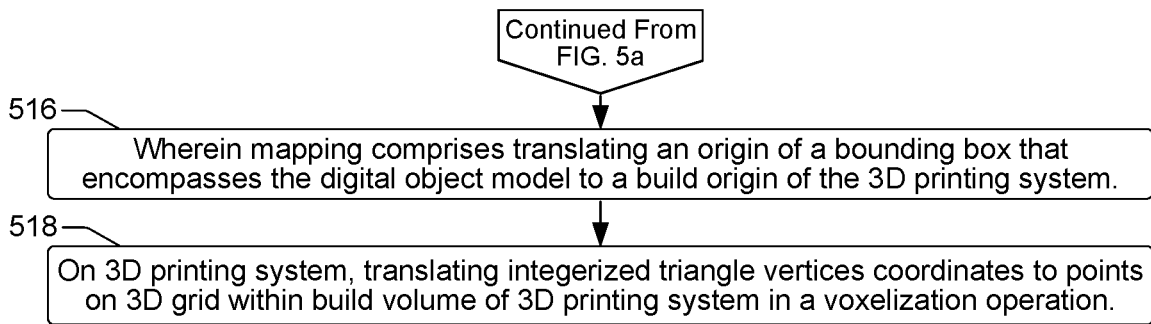 Continued From
FIG. 5a
516
Wherein mapping comprises translating an origin of a bounding box that
encompasses the digital object model to a build origin of the 3D printing system.
518
On 3D printing system, translating integerized triangle vertices coordinates to points
on 3D grid within build volume of 3D printing system in a voxelization operation.